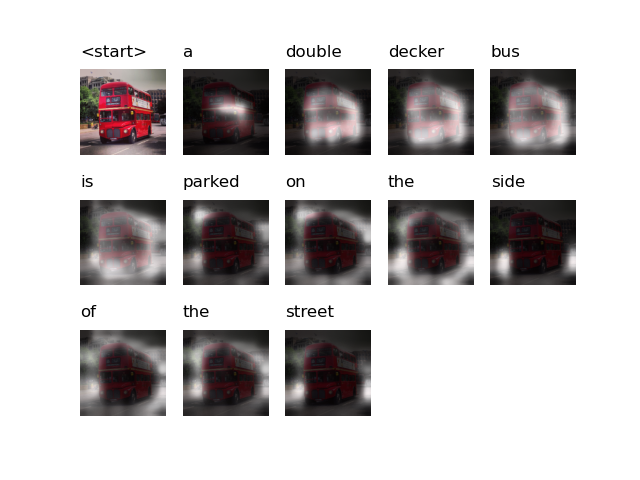 <start> a double decker bus
is parked on the side
of the street